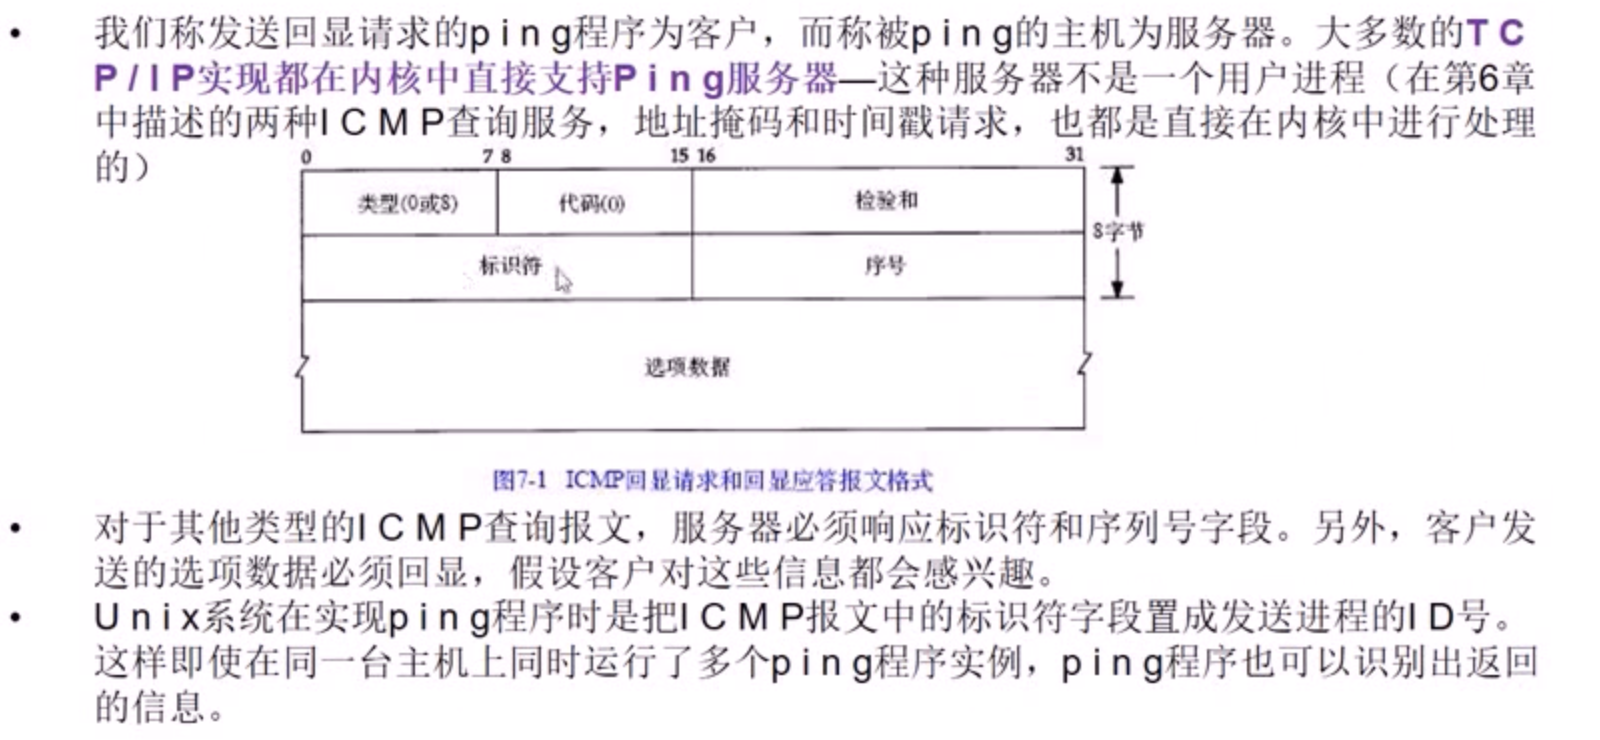 • 我们称发送回显请求的ping程序为客户，而称被ping的主机为服务器。大多数的TC
P/IP实现都在内核中直接支持Ping服务器—这种服务器不是一个用户进程（在第6章
中描述的两种ICMP查询服务，地址掩码和时间戳请求，也都是直接在内核中进行处理
的）
0 7 8 15 16 31
类型(0或8) 代码(0) 检验和
8字节
标识符 序号
选项数据
图7-1 ICMP回显请求和回显应答报文格式
• 对于其他类型的ICMP查询报文，服务器必须响应标识符和序列号字段。另外，客户发
送的选项数据必须回显，假设客户对这些信息都会感兴趣。
• Unix系统在实现ping程序时是把ICMP报文中的标识符字段置成发送进程的ID号。
这样即使在同一台主机上同时运行了多个ping程序实例，ping程序也可以识别出返回
的信息。